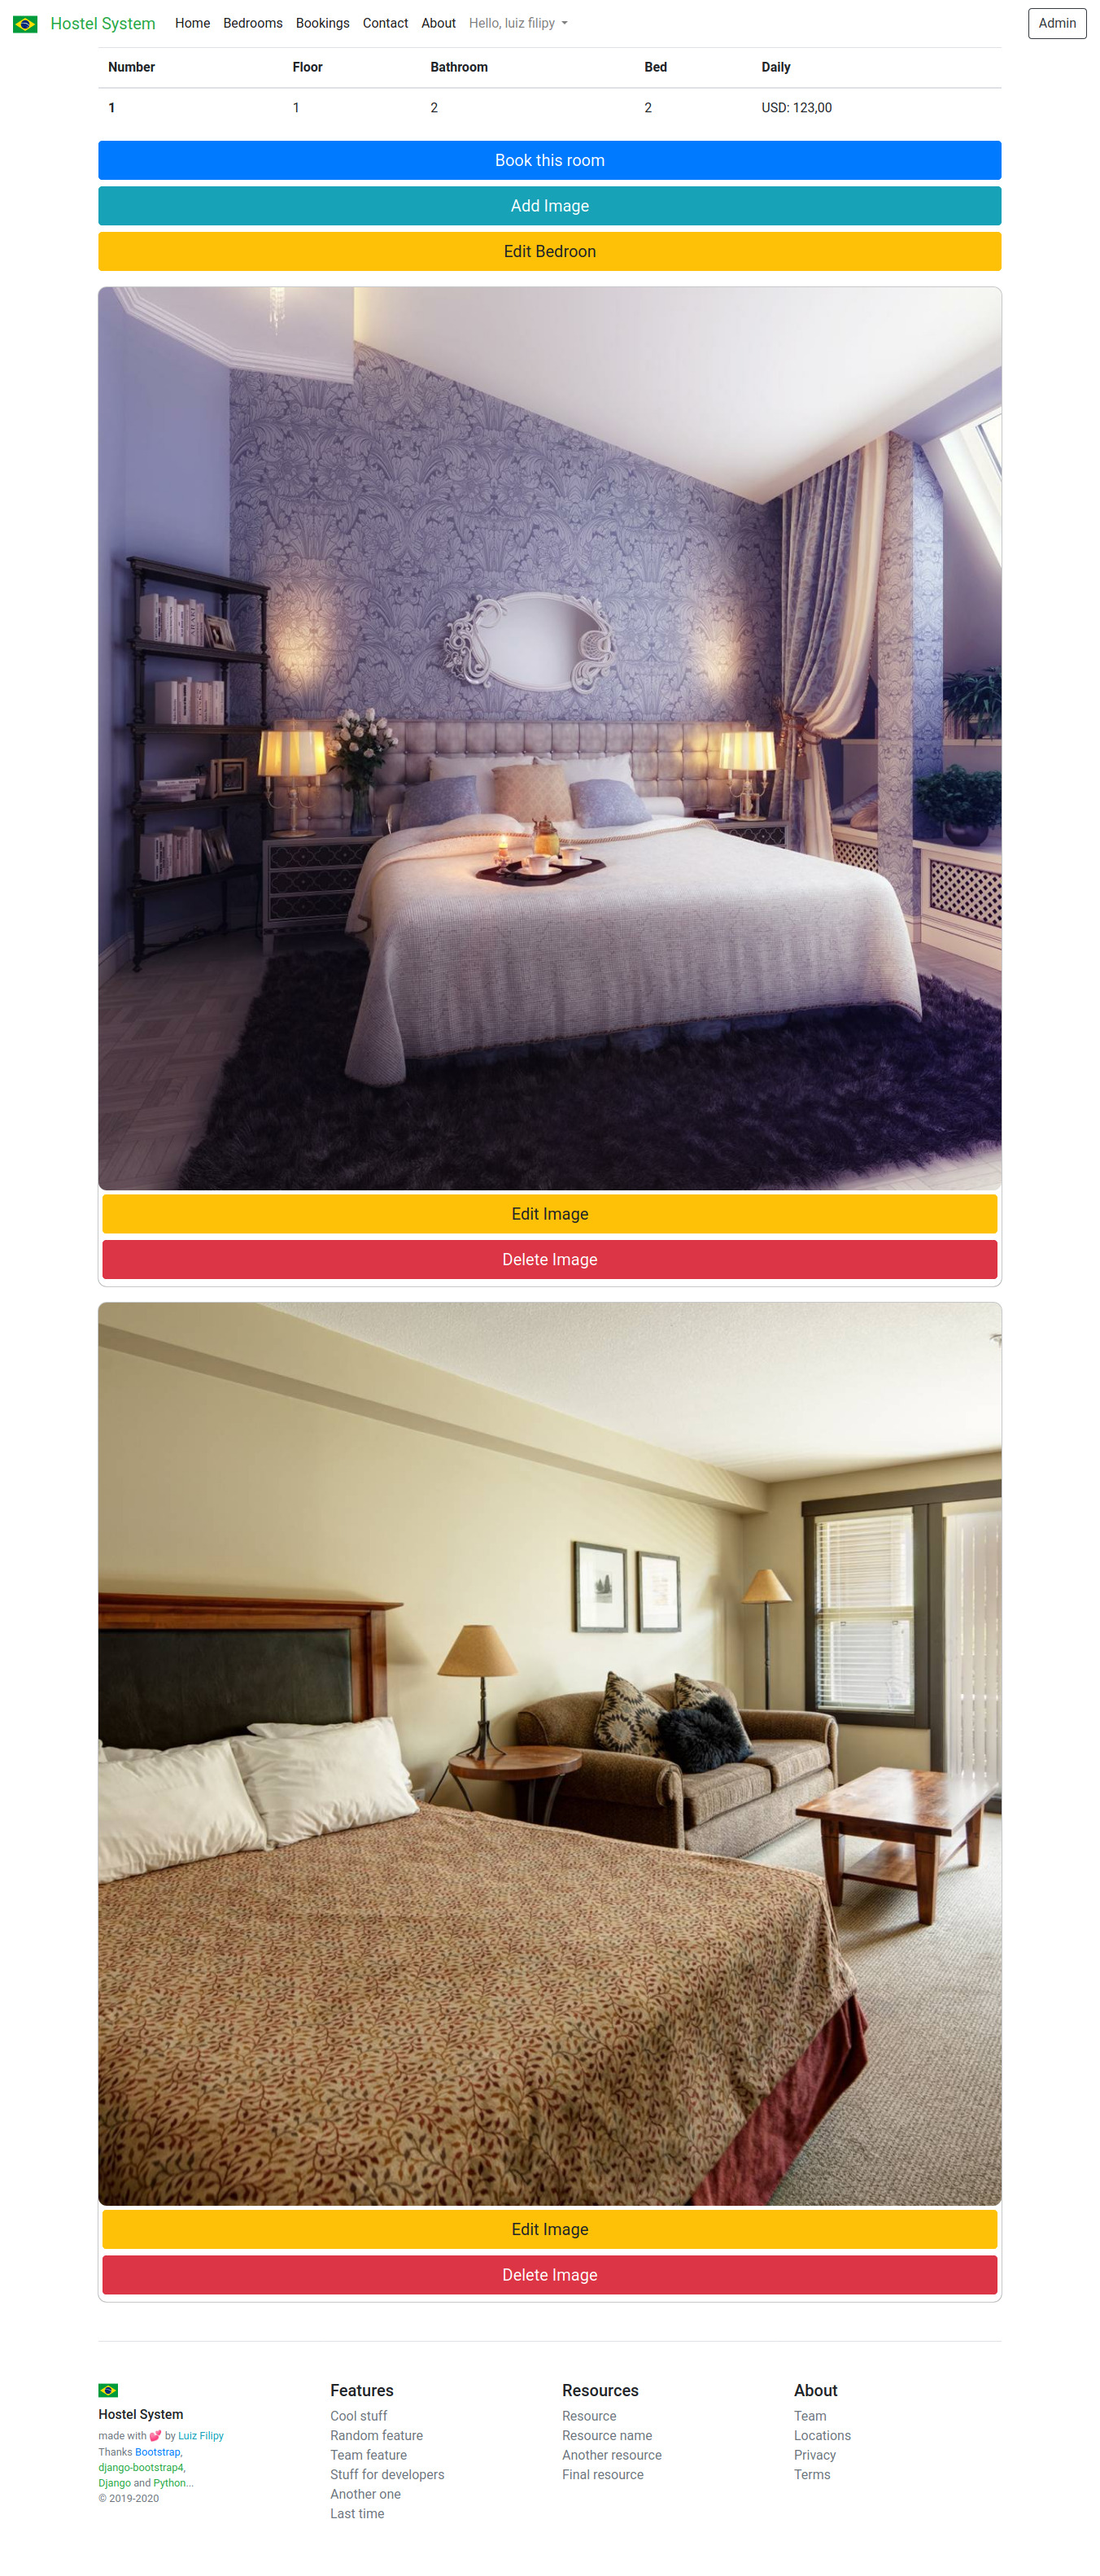 Hostel System Home Bedrooms Bookings Contact About Hello, luiz filipy Admin
Number Floor Bathroom Bed Daily
1 1 2 2 USD: 123,00
Book this room
Add Image
Edit Bedroon
Edit Image
Delete Image
Edit Image
Delete Image
Hostel System
made with 💕 by Luiz Filipy
Thanks Bootstrap,
django-bootstrap4,
Django and Python...
© 2019-2020
Features
Cool stuff
Random feature
Team feature
Stuff for developers
Another one
Last time
Resources
Resource
Resource name
Another resource
Final resource
About
Team
Locations
Privacy
Terms